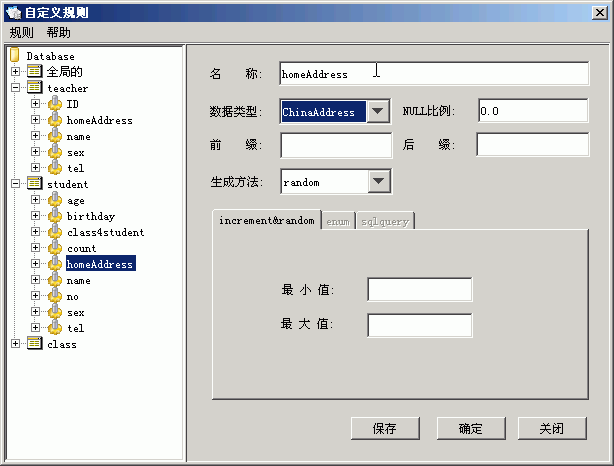 自定义规则
规则 帮助
Database
全局的
teacher
ID
homeAddress
name
sex
tel
student
age
birthday
class4student
count
homeAddress
name
no
sex
tel
class
名 称: homeAddress
数据类型: ChinaAddress NULL比例: 0.0
前 缀: 后 缀:
生成方法: random
increment&random enum sqlquery
最 小 值:
最 大 值:
保存 确定 关闭